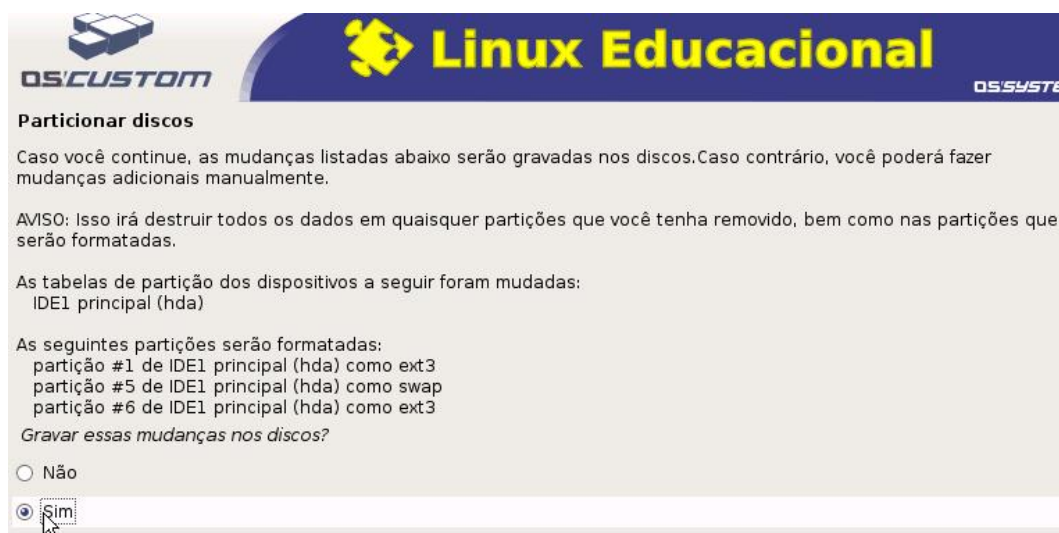 OS'CUSTOM
Linux Educacional
Particionar discos
Caso você continue, as mudanças listadas abaixo serão gravadas nos discos.Caso contrário, você poderá fazer
mudanças adicionais manualmente.
AVISO: Isso irá destruir todos os dados em quaisquer partições que você tenha removido, bem como nas partições que
serão formatadas.
As tabelas de partição dos dispositivos a seguir foram mudadas:
IDE1 principal (hda)
As seguintes partições serão formatadas:
partição #1 de IDE1 principal (hda) como ext3
partição #5 de IDE1 principal (hda) como swap
partição #6 de IDE1 principal (hda) como ext3
Gravar essas mudanças nos discos?
Não
Sim